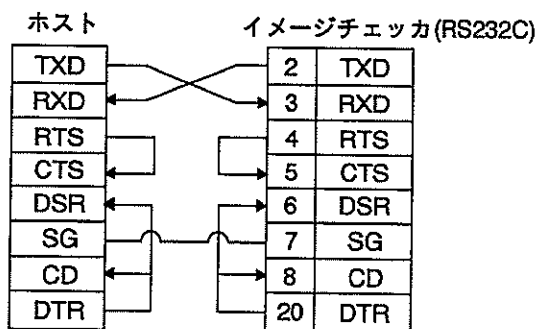 ホスト イメージチェッカ(RS232C)
TXD 2 TXD
RXD 3 RXD
RTS 4 RTS
CTS 5 CTS
DSR 6 DSR
SG 7 SG
CD 8 CD
DTR 20 DTR